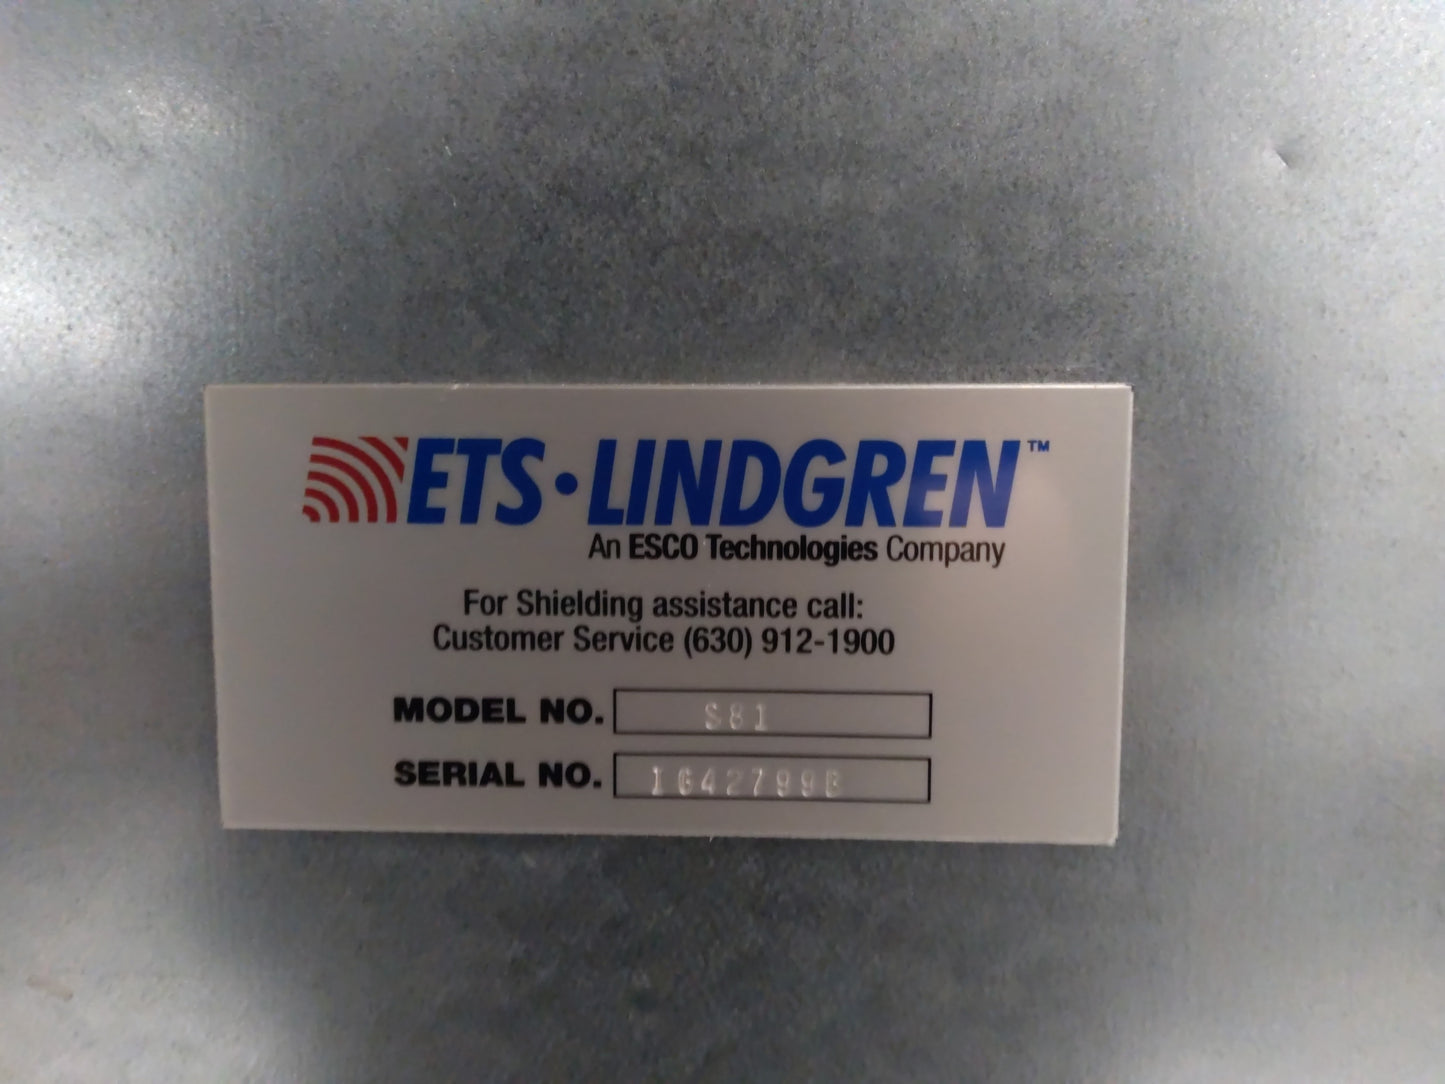 ETS·LINDGREN™
An ESCO Technologies Company
For Shielding assistance call:
Customer Service (630) 912-1900
MODEL NO. S81
SERIAL NO.